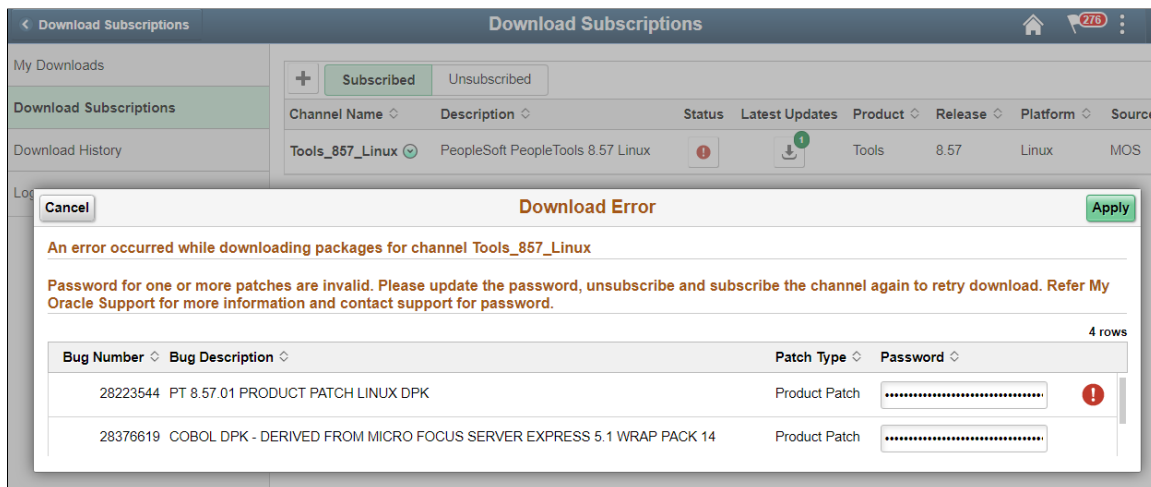 Download Subscriptions
Download Subscriptions
276
My Downloads
Download Subscriptions
Download History
Subscribed Unsubscribed
Channel Name Description Status Latest Updates Product Release Platform Source
Tools_857_Linux PeopleSoft PeopleTools 8.57 Linux 1 Tools 8.57 Linux MOS
Cancel Download Error Apply
An error occurred while downloading packages for channel Tools_857_Linux
Password for one or more patches are invalid. Please update the password, unsubscribe and subscribe the channel again to retry download. Refer My
Oracle Support for more information and contact support for password.
4 rows
Bug Number Bug Description Patch Type Password
28223544 PT 8.57.01 PRODUCT PATCH LINUX DPK Product Patch
28376619 COBOL DPK - DERIVED FROM MICRO FOCUS SERVER EXPRESS 5.1 WRAP PACK 14 Product Patch